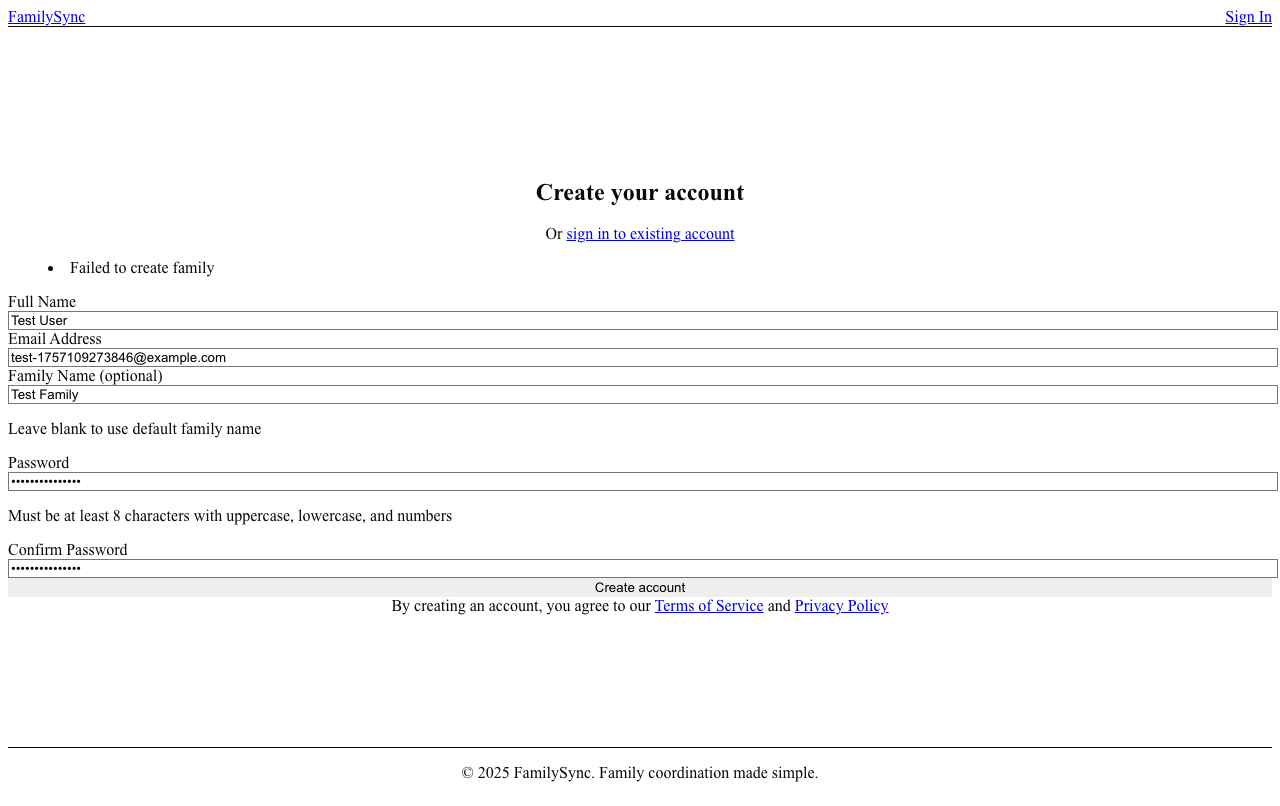 FamilySync Sign In
Create your account
Or sign in to existing account
• Failed to create family
Full Name
Test User
Email Address
test-1757109273846@example.com
Family Name (optional)
Test Family
Leave blank to use default family name
Password
•••••••••••••••
Must be at least 8 characters with uppercase, lowercase, and numbers
Confirm Password
•••••••••••••••
Create account
By creating an account, you agree to our Terms of Service and Privacy Policy
© 2025 FamilySync. Family coordination made simple.